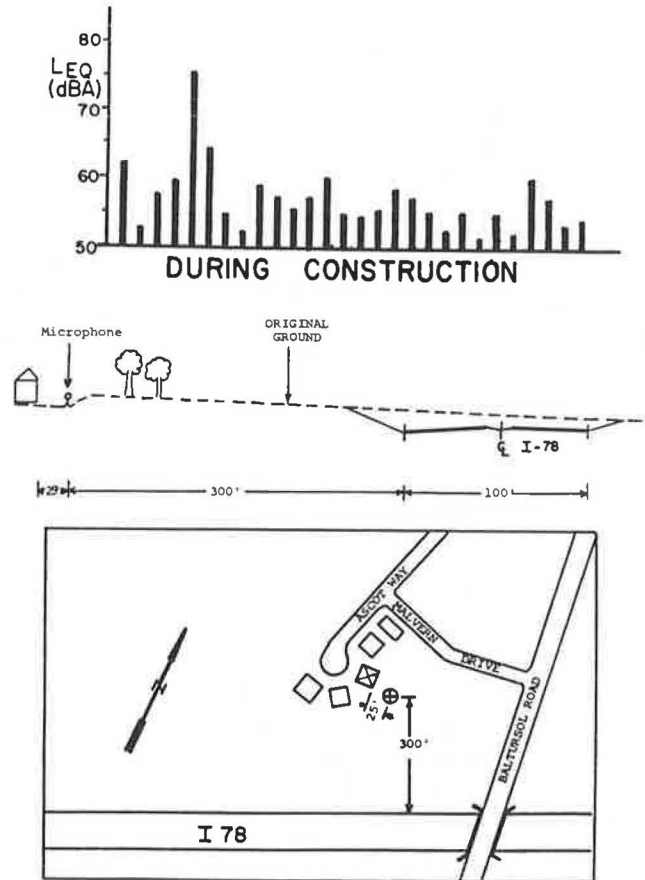 80
LEQ
(dBA)
70
60
50
DURING CONSTRUCTION
Microphone
ORIGINAL
GROUND
℄ I-78
300'
100
ASCOT WAY
MALVERN
DRIVE
BALTURSOL ROAD
N
25'
300'
I 78